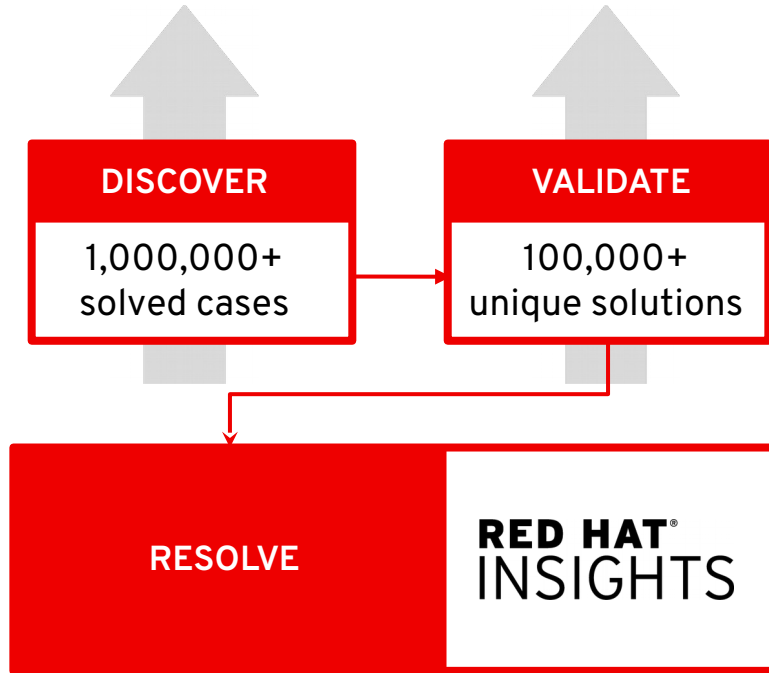 DISCOVER
1,000,000+
solved cases
VALIDATE
100,000+
unique solutions
RESOLVE
RED HAT®
INSIGHTS